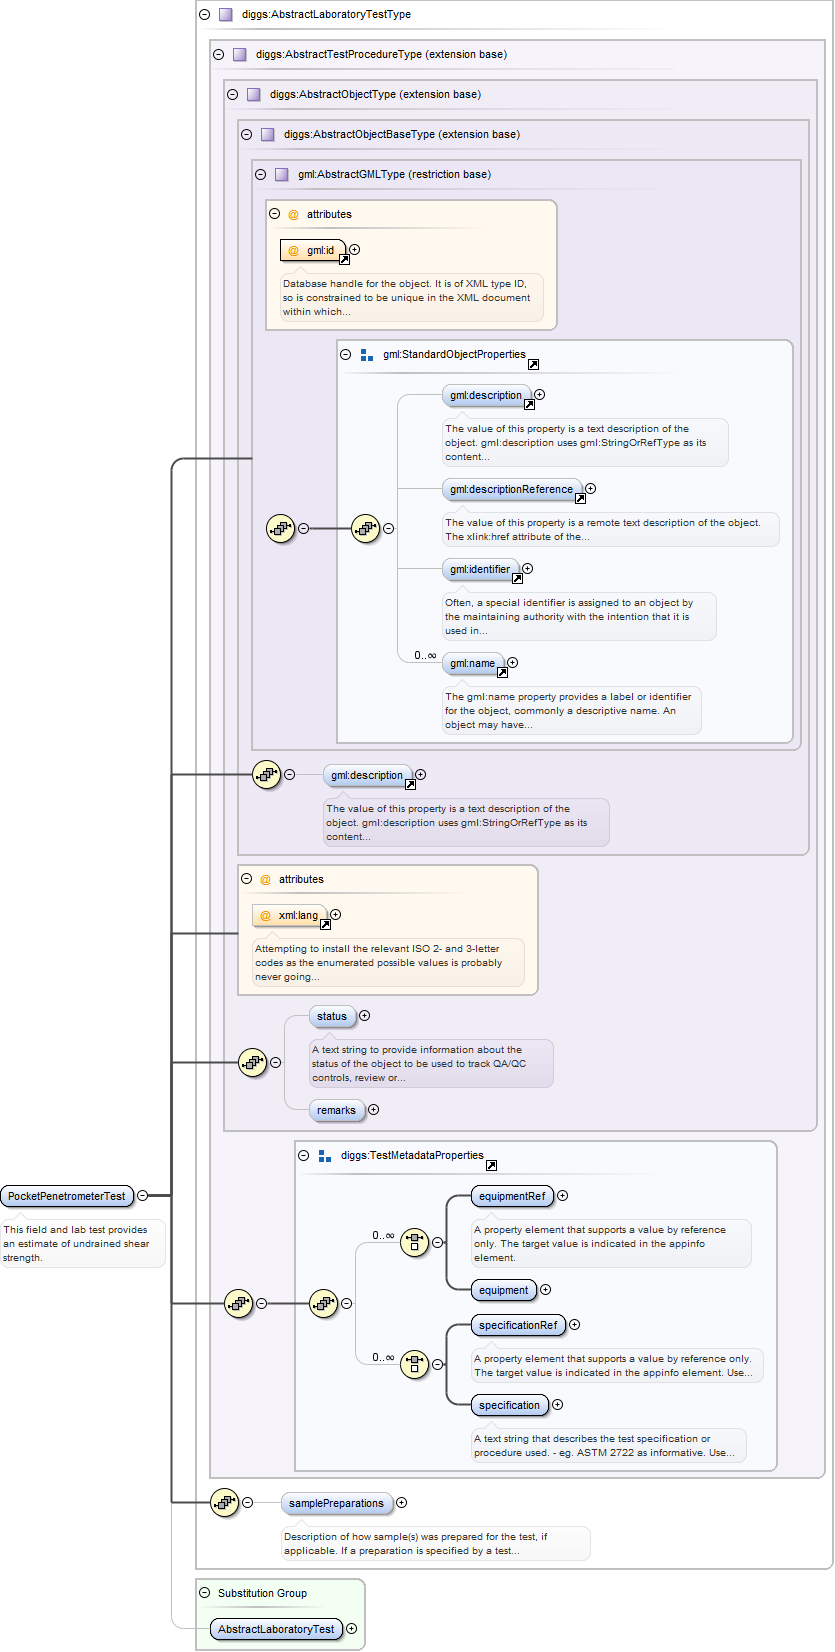 diggs:AbstractLaboratoryTestType
diggs:AbstractTestProcedureType (extension base)
diggs:AbstractObjectType (extension base)
diggs:AbstractObjectBaseType (extension base)
gml:AbstractGMLType (restriction base)
@ attributes
@ gml:id
Database handle for the object. It is of XML type ID,
so is constrained to be unique in the XML document
within which...
gml:StandardObjectProperties
gml:description
The value of this property is a text description of the
object. gml:description uses gml:StringOrRefType as its
content...
gml:descriptionReference
The value of this property is a remote text description of the object.
The xlink:href attribute of the...
gml:identifier
Often, a special identifier is assigned to an object by
the maintaining authority with the intention that it is
used in...
0..∞
gml:name
The gml:name property provides a label or identifier
for the object, commonly a descriptive name. An
object may have...
gml:description
The value of this property is a text description of the
object. gml:description uses gml:StringOrRefType as its
content...
@ attributes
@ xml:lang
Attempting to install the relevant ISO 2- and 3-letter
codes as the enumerated possible values is probably
never going...
status
A text string to provide information about the
status of the object to be used to track QA/QC
controls, review or...
remarks
diggs:TestMetadataProperties
PocketPenetrometerTest
This field and lab test provides
an estimate of undrained shear
strength.
equipmentRef
0..∞
A property element that supports a value by reference
only. The target value is indicated in the appinfo
element.
equipment
specificationRef
0..∞
A property element that supports a value by reference only.
The target value is indicated in the appinfo element. Use...
specification
A text string that describes the test specification or
procedure used. - eg. ASTM 2722 as informative. Use...
samplePreparations
Description of how sample(s) was prepared for the test, if
applicable. If a preparation is specified by a test...
Substitution Group
AbstractLaboratoryTest